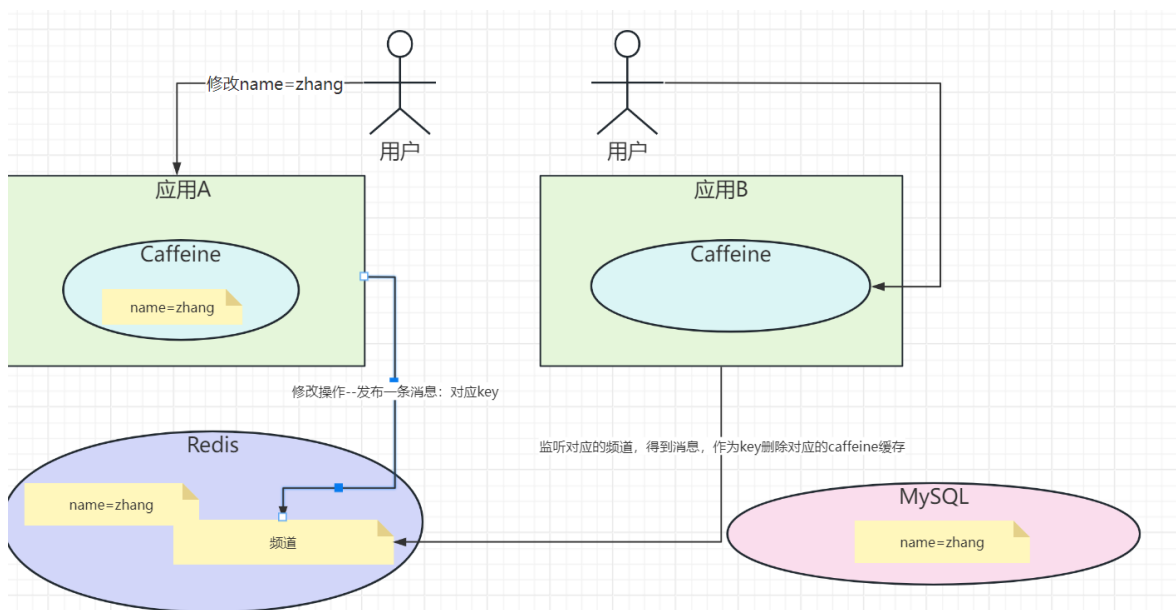 修改name=zhang
用户
用户
应用A
应用B
Caffeine
Caffeine
name=zhang
修改操作--发布一条消息：对应key
Redis
监听对应的频道，得到消息，作为key删除对应的caffeine缓存
name=zhang
MySQL
频道
name=zhang